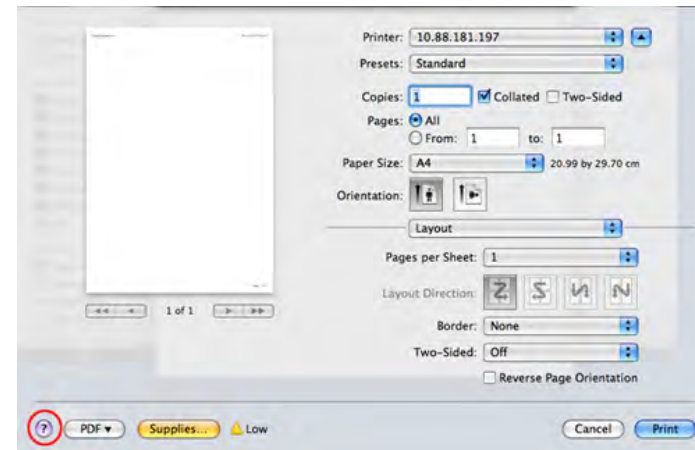 Printer: 10.88.181.197
Presets: Standard
Copies: 1 Collated Two-Sided
Pages: All
From: 1 to: 1
Paper Size: A4 20.99 by 29.70 cm
Orientation:
Layout
Pages per Sheet: 1
Layout Direction:
Border: None
Two-Sided: Off
Reverse Page Orientation
1 of 1
? PDF Supplies... Low Cancel Print